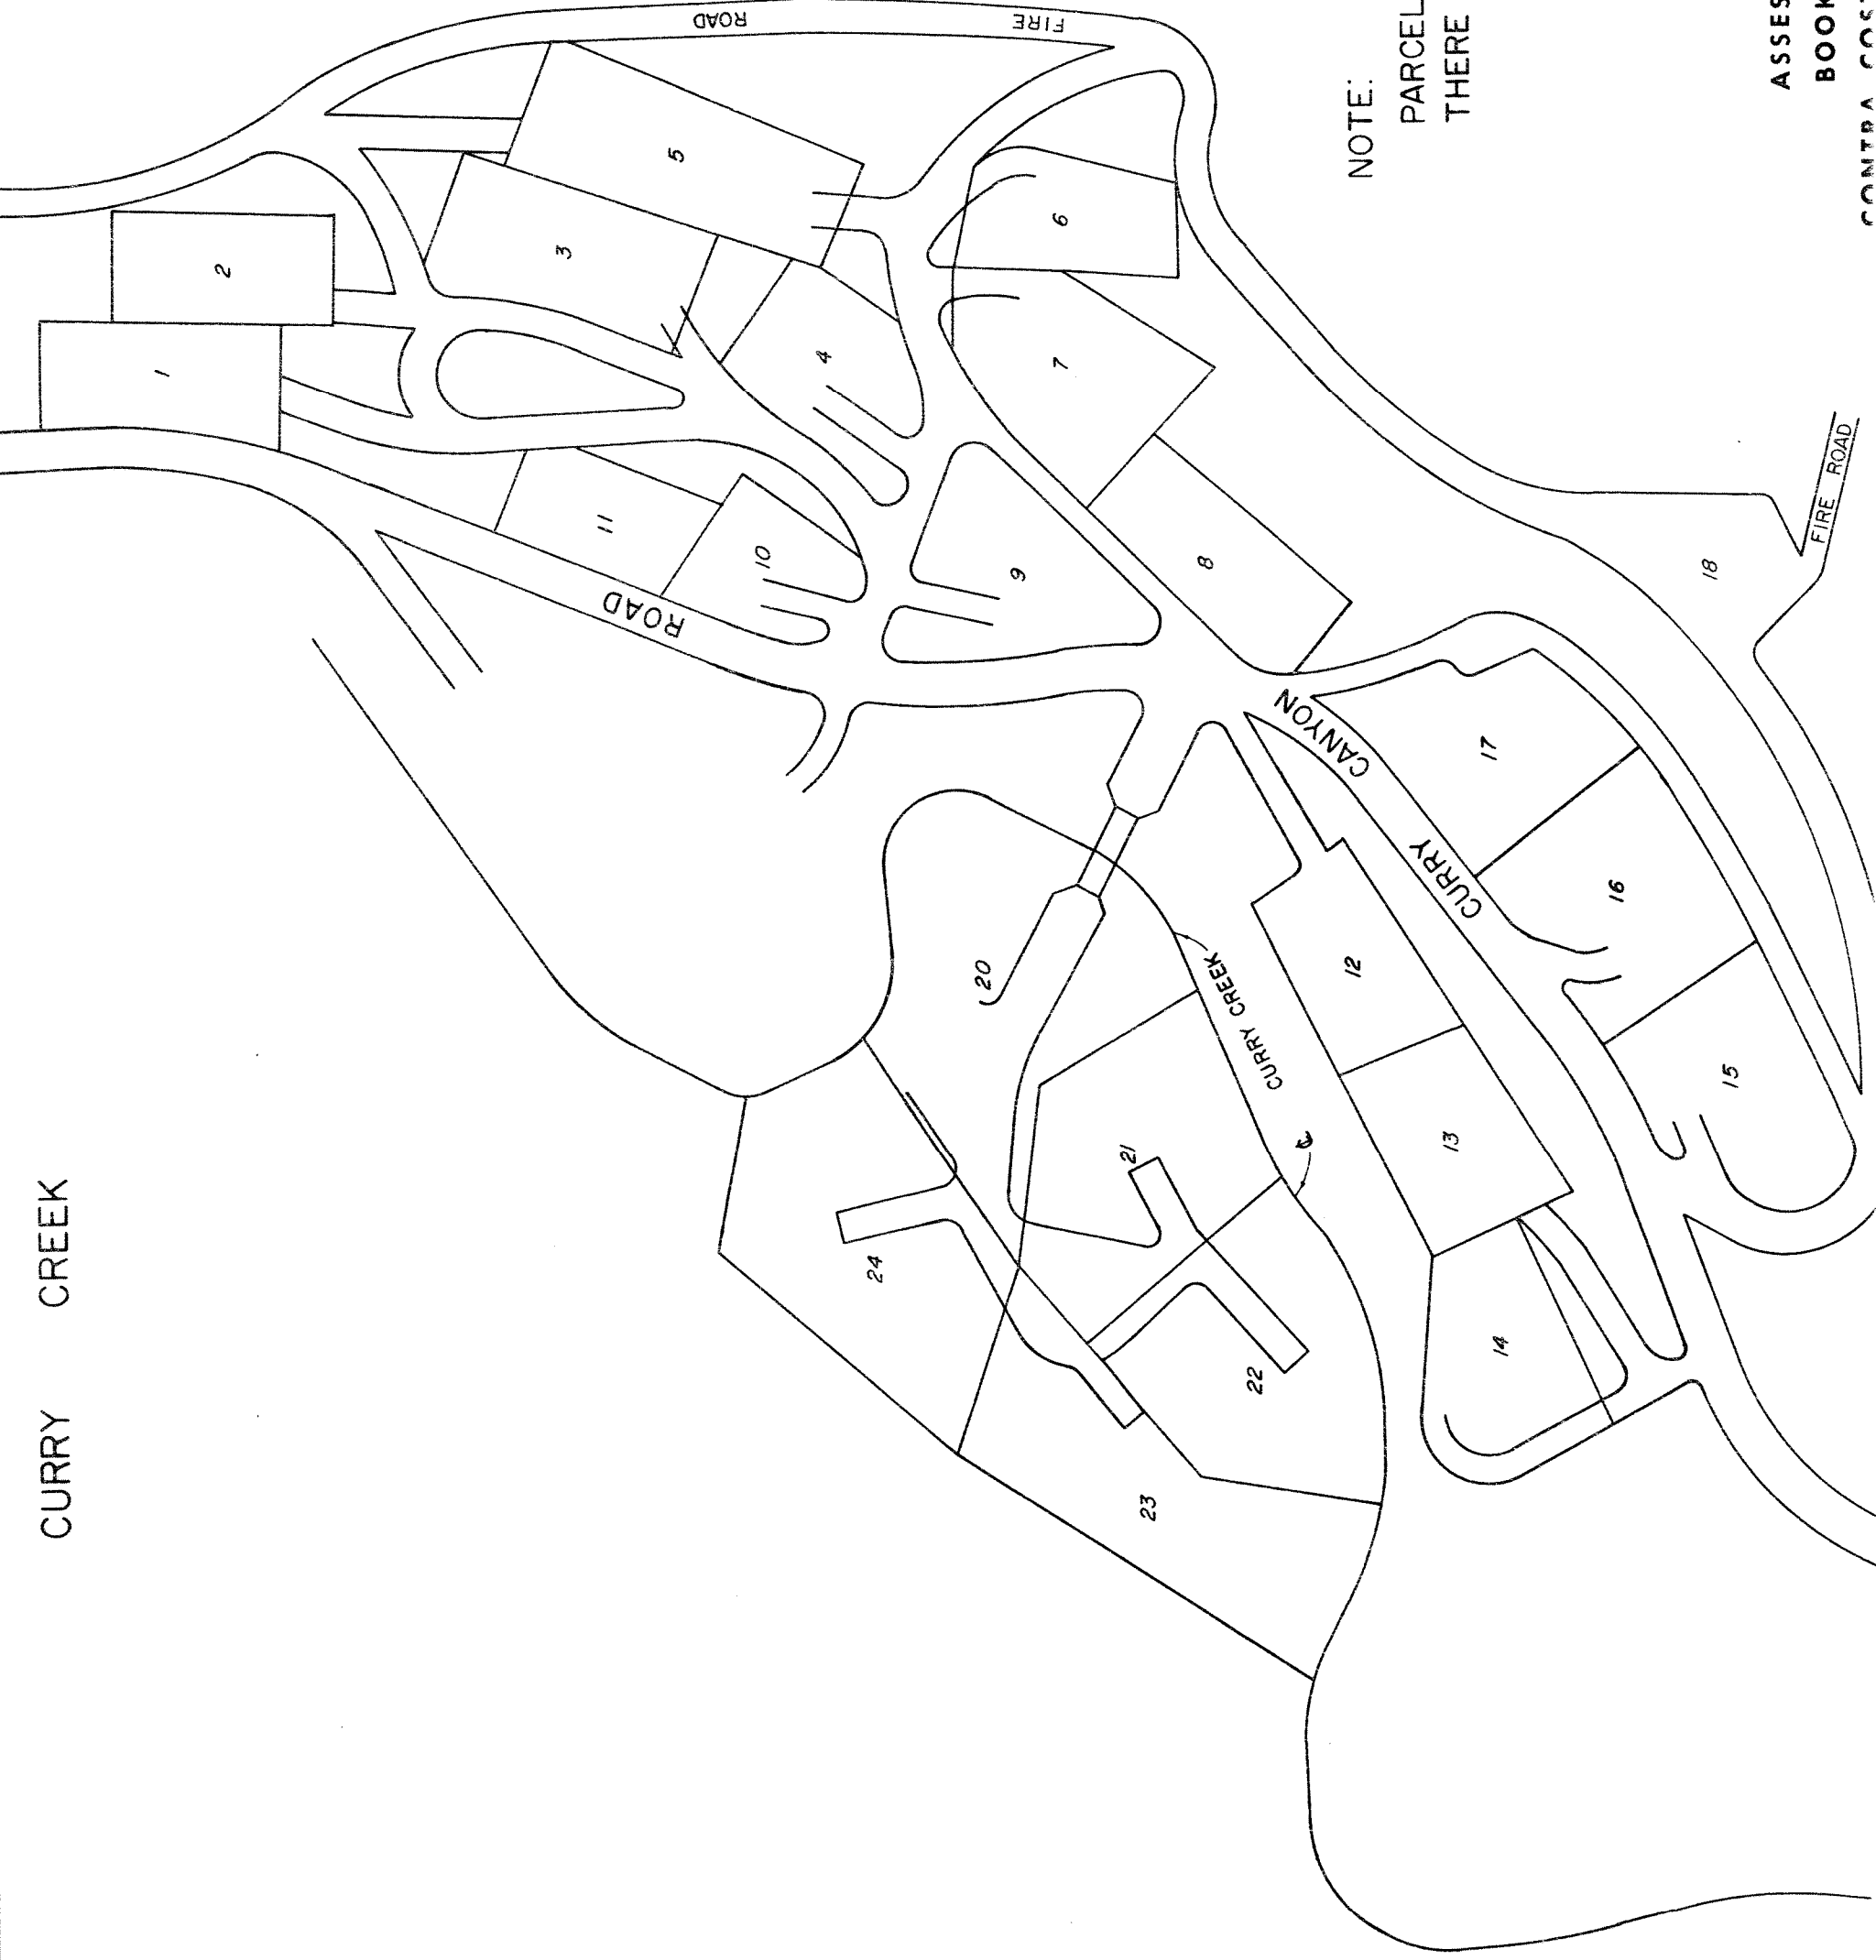 CURRY CREEK
NOTE:
PARCEL
THERE
ASSES
BOOK
CONTRA COST
FIRE ROAD
FIRE ROAD
ROAD
CURRY CANYON
CURRY CREEK
℄
1
2
3
4
5
6
7
8
9
10
11
12
13
14
15
16
17
18
20
21
22
23
24